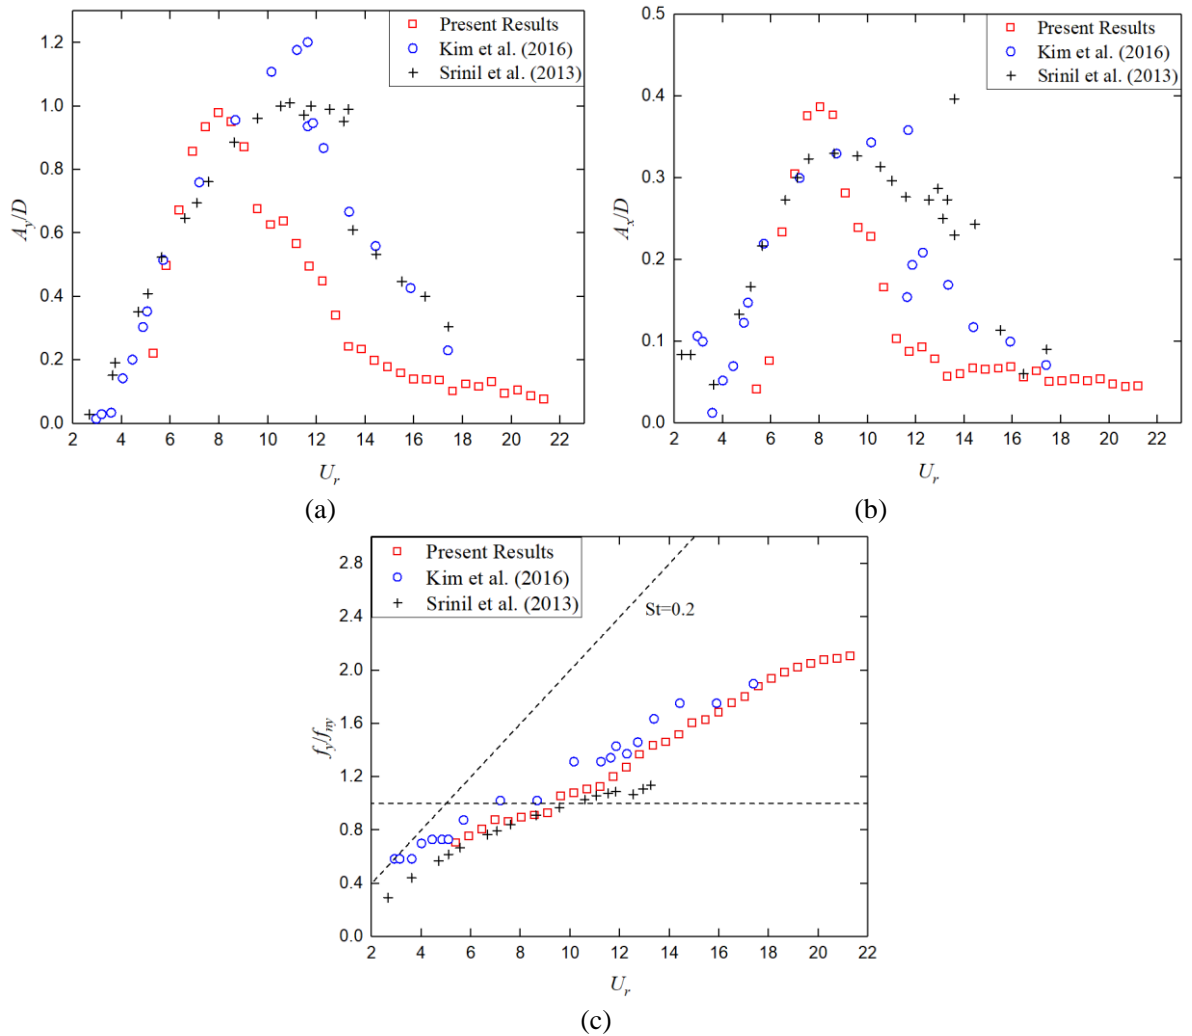 Present Results
Kim et al. (2016)
Srinil et al. (2013)
1.2
1.0
0.8
0.6
0.4
0.2
0.0
A_y/D
2 4 6 8 10 12 14 16 18 20 22
U_r
(a)
Present Results
Kim et al. (2016)
Srinil et al. (2013)
0.5
0.4
0.3
0.2
0.1
0.0
A_x/D
2 4 6 8 10 12 14 16 18 20 22
U_r
(b)
Present Results
Kim et al. (2016)
Srinil et al. (2013)
St=0.2
2.8
2.4
2.0
1.6
1.2
0.8
0.4
0.0
f_y/f_ny
2 4 6 8 10 12 14 16 18 20 22
U_r
(c)